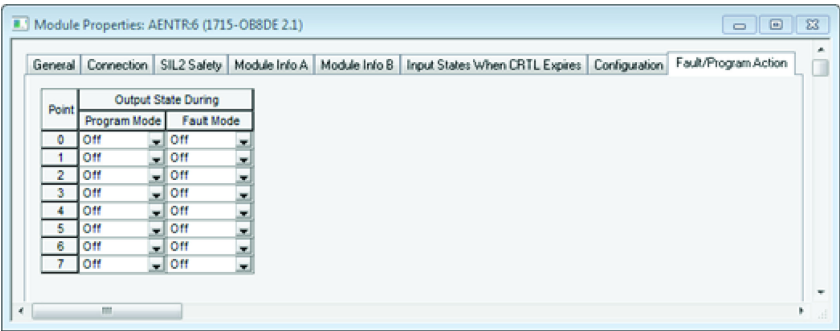 Module Properties: AENTR:6 (1715-OB8DE 2.1)
General Connection SIL2 Safety Module Info A Module Info B Input States When CRTL Expires Configuration Fault/Program Action
Point Output State During
Program Mode Fault Mode
0 Off Off
1 Off Off
2 Off Off
3 Off Off
4 Off Off
5 Off Off
6 Off Off
7 Off Off